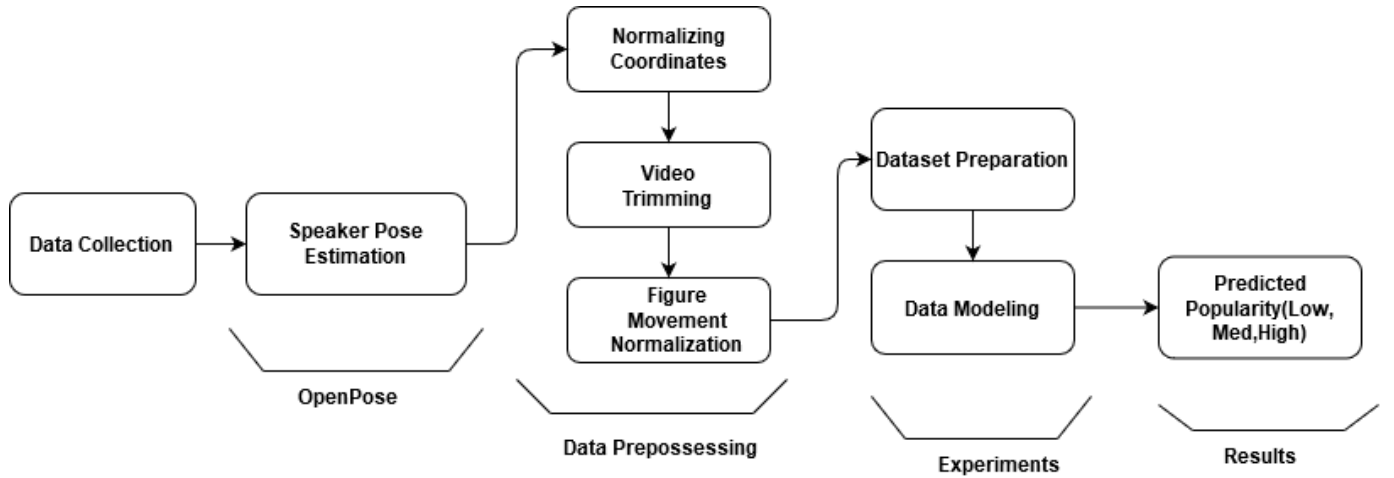 Data Collection
Speaker Pose
Estimation
OpenPose
Normalizing
Coordinates
Video
Trimming
Figure
Movement
Normalization
Data Prepossessing
Dataset Preparation
Data Modeling
Experiments
Predicted
Popularity(Low,
Med,High)
Results